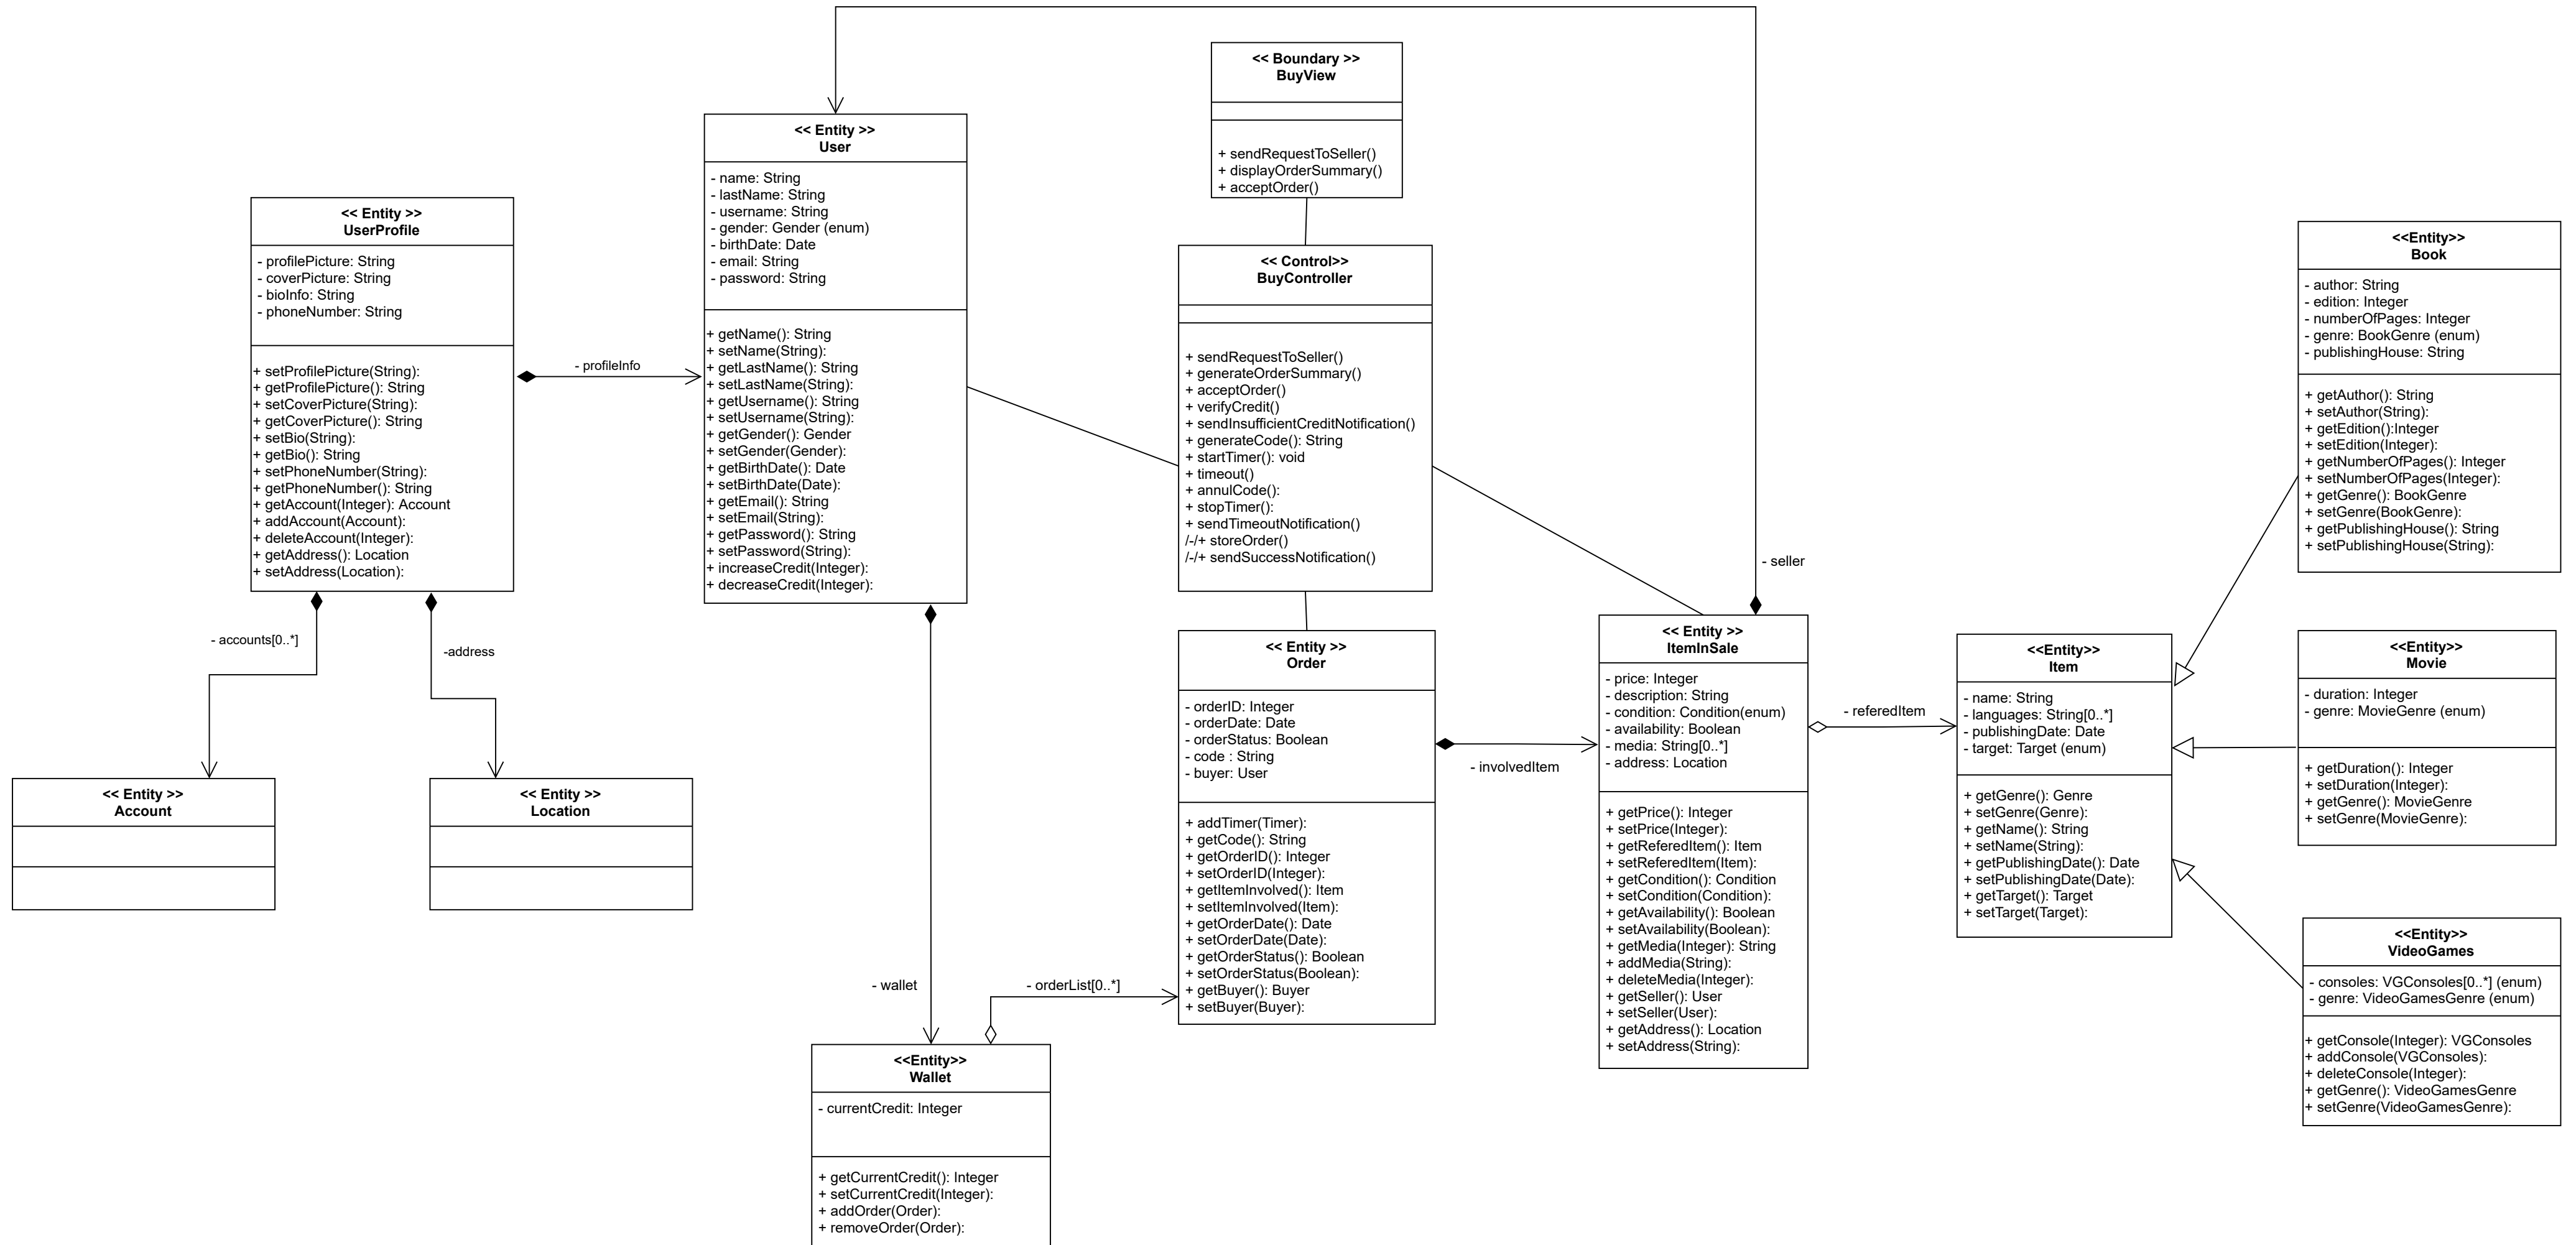 << Boundary >>
BuyView
+ sendRequestToSeller()
+ displayOrderSummary()
+ acceptOrder()
<< Entity >>
User
- name: String
- lastName: String
- username: String
- gender: Gender (enum)
- birthDate: Date
- email: String
- password: String
+ getName(): String
+ setName(String):
+ getLastName(): String
+ setLastName(String):
+ getUsername(): String
+ setUsername(String):
+ getGender(): Gender
+ setGender(Gender):
+ getBirthDate(): Date
+ setBirthDate(Date):
+ getEmail(): String
+ setEmail(String):
+ getPassword(): String
+ setPassword(String):
+ increaseCredit(Integer):
+ decreaseCredit(Integer):
<< Entity >>
UserProfile
- profilePicture: String
- coverPicture: String
- bioInfo: String
- phoneNumber: String
+ setProfilePicture(String):
+ getProfilePicture(): String
+ setCoverPicture(String):
+ getCoverPicture(): String
+ setBio(String):
+ getBio(): String
+ setPhoneNumber(String):
+ getPhoneNumber(): String
+ getAccount(Integer): Account
+ addAccount(Account):
+ deleteAccount(Integer):
+ getAddress(): Location
+ setAddress(Location):
- profileInfo
<< Control>>
BuyController
+ sendRequestToSeller()
+ generateOrderSummary()
+ acceptOrder()
+ verifyCredit()
+ sendInsufficientCreditNotification()
+ generateCode(): String
+ startTimer(): void
+ timeout()
+ annulCode():
+ stopTimer():
+ sendTimeoutNotification()
/-/+ storeOrder()
/-/+ sendSuccessNotification()
- seller
<<Entity>>
Book
- author: String
- edition: Integer
- numberOfPages: Integer
- genre: BookGenre (enum)
- publishingHouse: String
+ getAuthor(): String
+ setAuthor(String):
+ getEdition():Integer
+ setEdition(Integer):
+ getNumberOfPages(): Integer
+ setNumberOfPages(Integer):
+ getGenre(): BookGenre
+ setGenre(BookGenre):
+ getPublishingHouse(): String
+ setPublishingHouse(String):
- accounts[0..*]
-address
<< Entity >>
Account
<< Entity >>
Location
<< Entity >>
Order
- orderID: Integer
- orderDate: Date
- orderStatus: Boolean
- code : String
- buyer: User
+ addTimer(Timer):
+ getCode(): String
+ getOrderID(): Integer
+ setOrderID(Integer):
+ getItemInvolved(): Item
+ setItemInvolved(Item):
+ getOrderDate(): Date
+ setOrderDate(Date):
+ getOrderStatus(): Boolean
+ setOrderStatus(Boolean):
+ getBuyer(): Buyer
+ setBuyer(Buyer):
- involvedItem
<< Entity >>
ItemInSale
- price: Integer
- description: String
- condition: Condition(enum)
- availability: Boolean
- media: String[0..*]
- address: Location
+ getPrice(): Integer
+ setPrice(Integer):
+ getReferedItem(): Item
+ setReferedItem(Item):
+ getCondition(): Condition
+ setCondition(Condition):
+ getAvailability(): Boolean
+ setAvailability(Boolean):
+ getMedia(Integer): String
+ addMedia(String):
+ deleteMedia(Integer):
+ getSeller(): User
+ setSeller(User):
+ getAddress(): Location
+ setAddress(String):
- referedItem
<<Entity>>
Item
- name: String
- languages: String[0..*]
- publishingDate: Date
- target: Target (enum)
+ getGenre(): Genre
+ setGenre(Genre):
+ getName(): String
+ setName(String):
+ getPublishingDate(): Date
+ setPublishingDate(Date):
+ getTarget(): Target
+ setTarget(Target):
<<Entity>>
Movie
- duration: Integer
- genre: MovieGenre (enum)
+ getDuration(): Integer
+ setDuration(Integer):
+ getGenre(): MovieGenre
+ setGenre(MovieGenre):
<<Entity>>
VideoGames
- consoles: VGConsoles[0..*] (enum)
- genre: VideoGamesGenre (enum)
+ getConsole(Integer): VGConsoles
+ addConsole(VGConsoles):
+ deleteConsole(Integer):
+ getGenre(): VideoGamesGenre
+ setGenre(VideoGamesGenre):
- wallet
- orderList[0..*]
<<Entity>>
Wallet
- currentCredit: Integer
+ getCurrentCredit(): Integer
+ setCurrentCredit(Integer):
+ addOrder(Order):
+ removeOrder(Order):